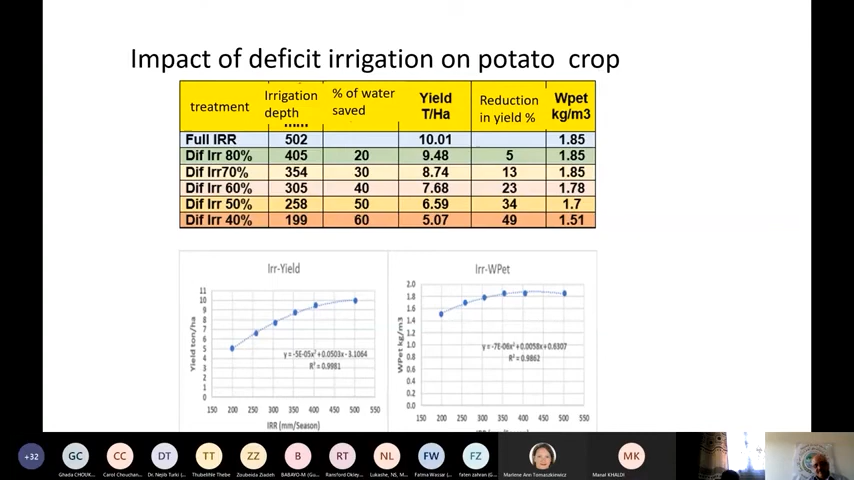 Impact of deficit irrigation on potato crop
treatment Irrigation depth % of water saved Yield T/Ha Reduction in yield % Wpet kg/m3
Full IRR 502 10.01 1.85
Dif Irr 80% 405 20 9.48 5 1.85
Dif Irr70% 354 30 8.74 13 1.85
Dif Irr 60% 305 40 7.68 23 1.78
Dif Irr 50% 258 50 6.59 34 1.7
Dif Irr 40% 199 60 5.07 49 1.51
Irr-Yield
Yield ton/ha
11
10
9
8
7
6
5
4
3
2
1
0
y = -5E-05x² + 0.0503x - 3.1064
R² = 0.9981
150 200 250 300 350 400 450 500 550
IRR (mm/Season)
Irr-WPet
WPet kg/m3
2.0
1.8
1.6
1.4
1.2
1.0
0.8
0.6
0.4
0.2
0.0
y = -7E-06x² + 0.0058x + 0.6307
R² = 0.9862
150 200 250 300 350 400 450 500 550
+32 GC CC DT TT ZZ B RT NL FW FZ MK
Ghada CHOUK... Carol Chouchan... Dr. Nejib Turki (... Thubelihle Thebe Zoubeida Ziadeh BABAYO-M (Gu... Ransford Okley... Lukashe, NS, M... Fatma Wassar (... faten zahran (G... Marlene Ann Tomaszkiewicz Manal KHALDI